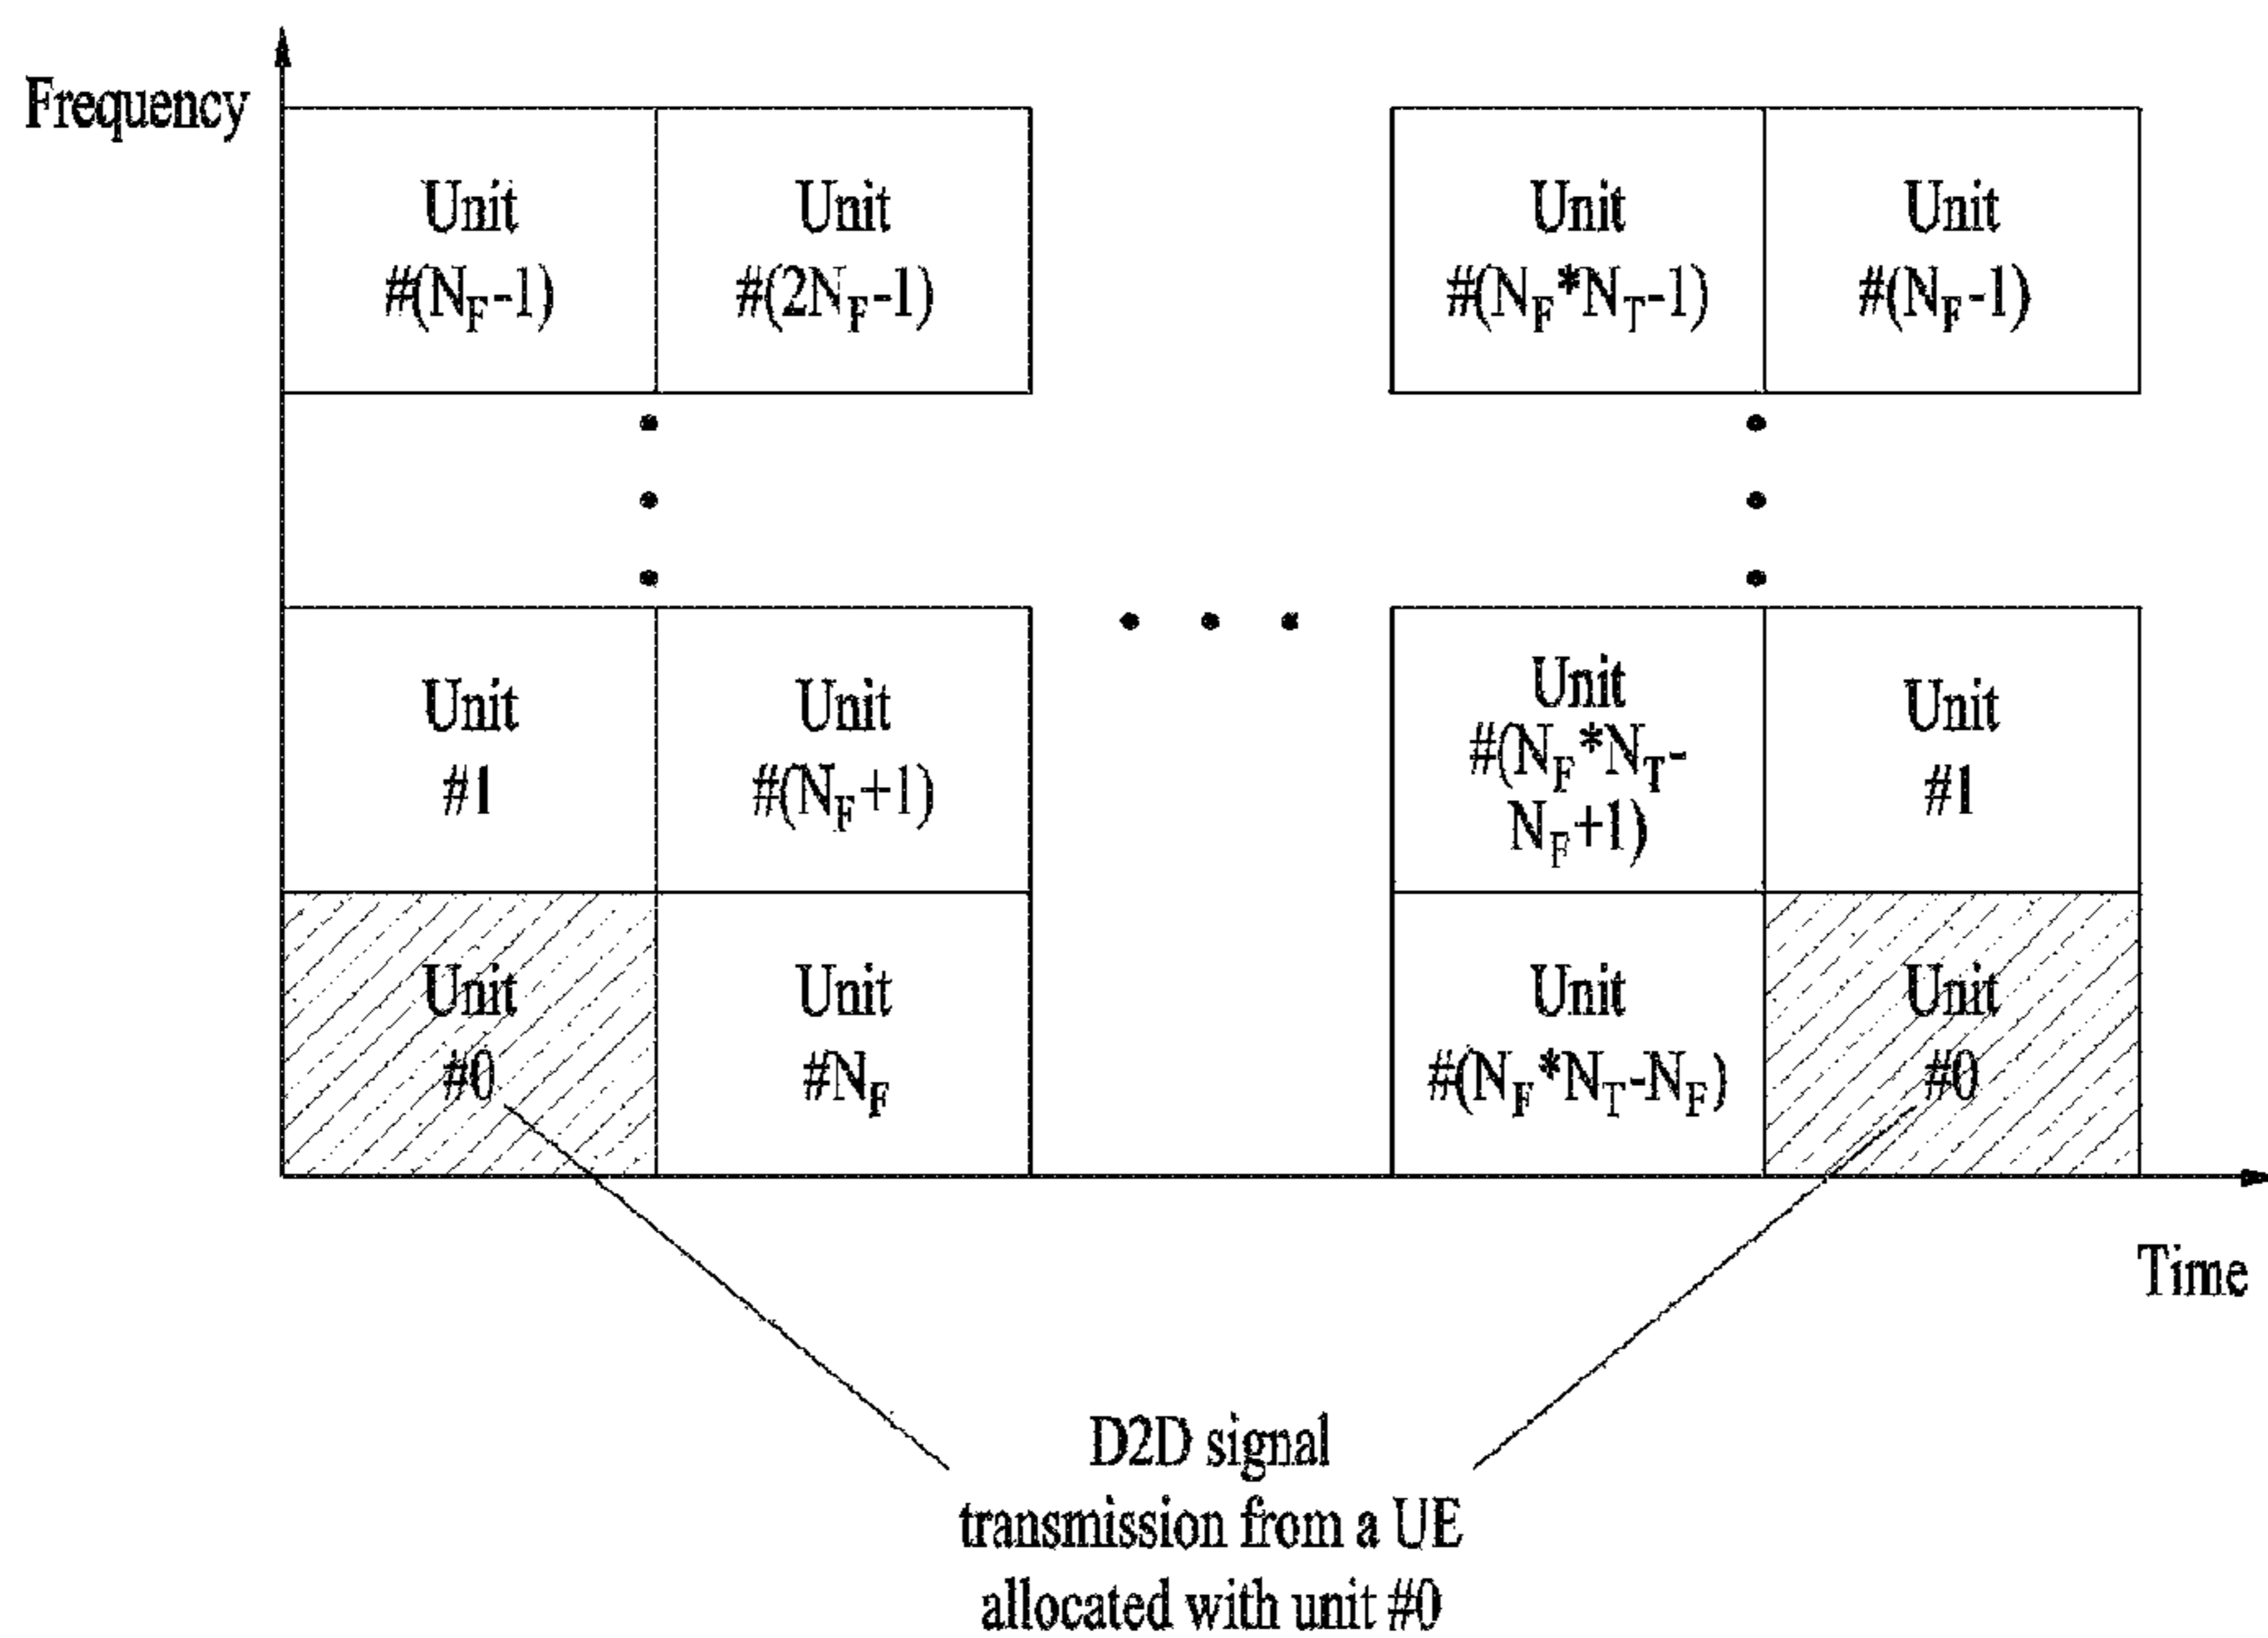 Frequency
Unit
#(N_F-1)
Unit
#(2N_F-1)
Unit
#(N_F*N_T-1)
Unit
#(N_F-1)
Unit
#1
Unit
#(N_F+1)
Unit
#(N_F*N_T-
N_F+1)
Unit
#1
Unit
#0
Unit
#N_F
Unit
#(N_F*N_T-N_F)
Unit
#0
Time
D2D signal
transmission from a UE
allocated with unit #0